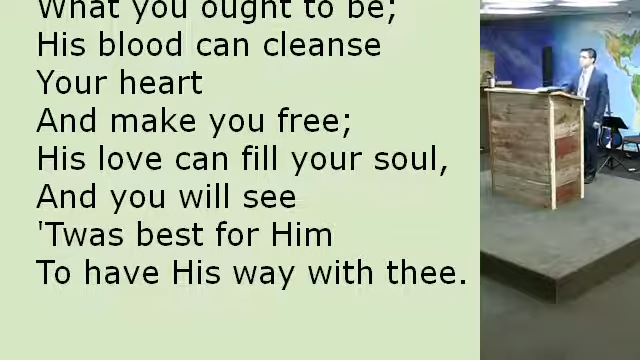 What you ought to be;
His blood can cleanse
Your heart
And make you free;
His love can fill your soul,
And you will see
'Twas best for Him
To have His way with thee.